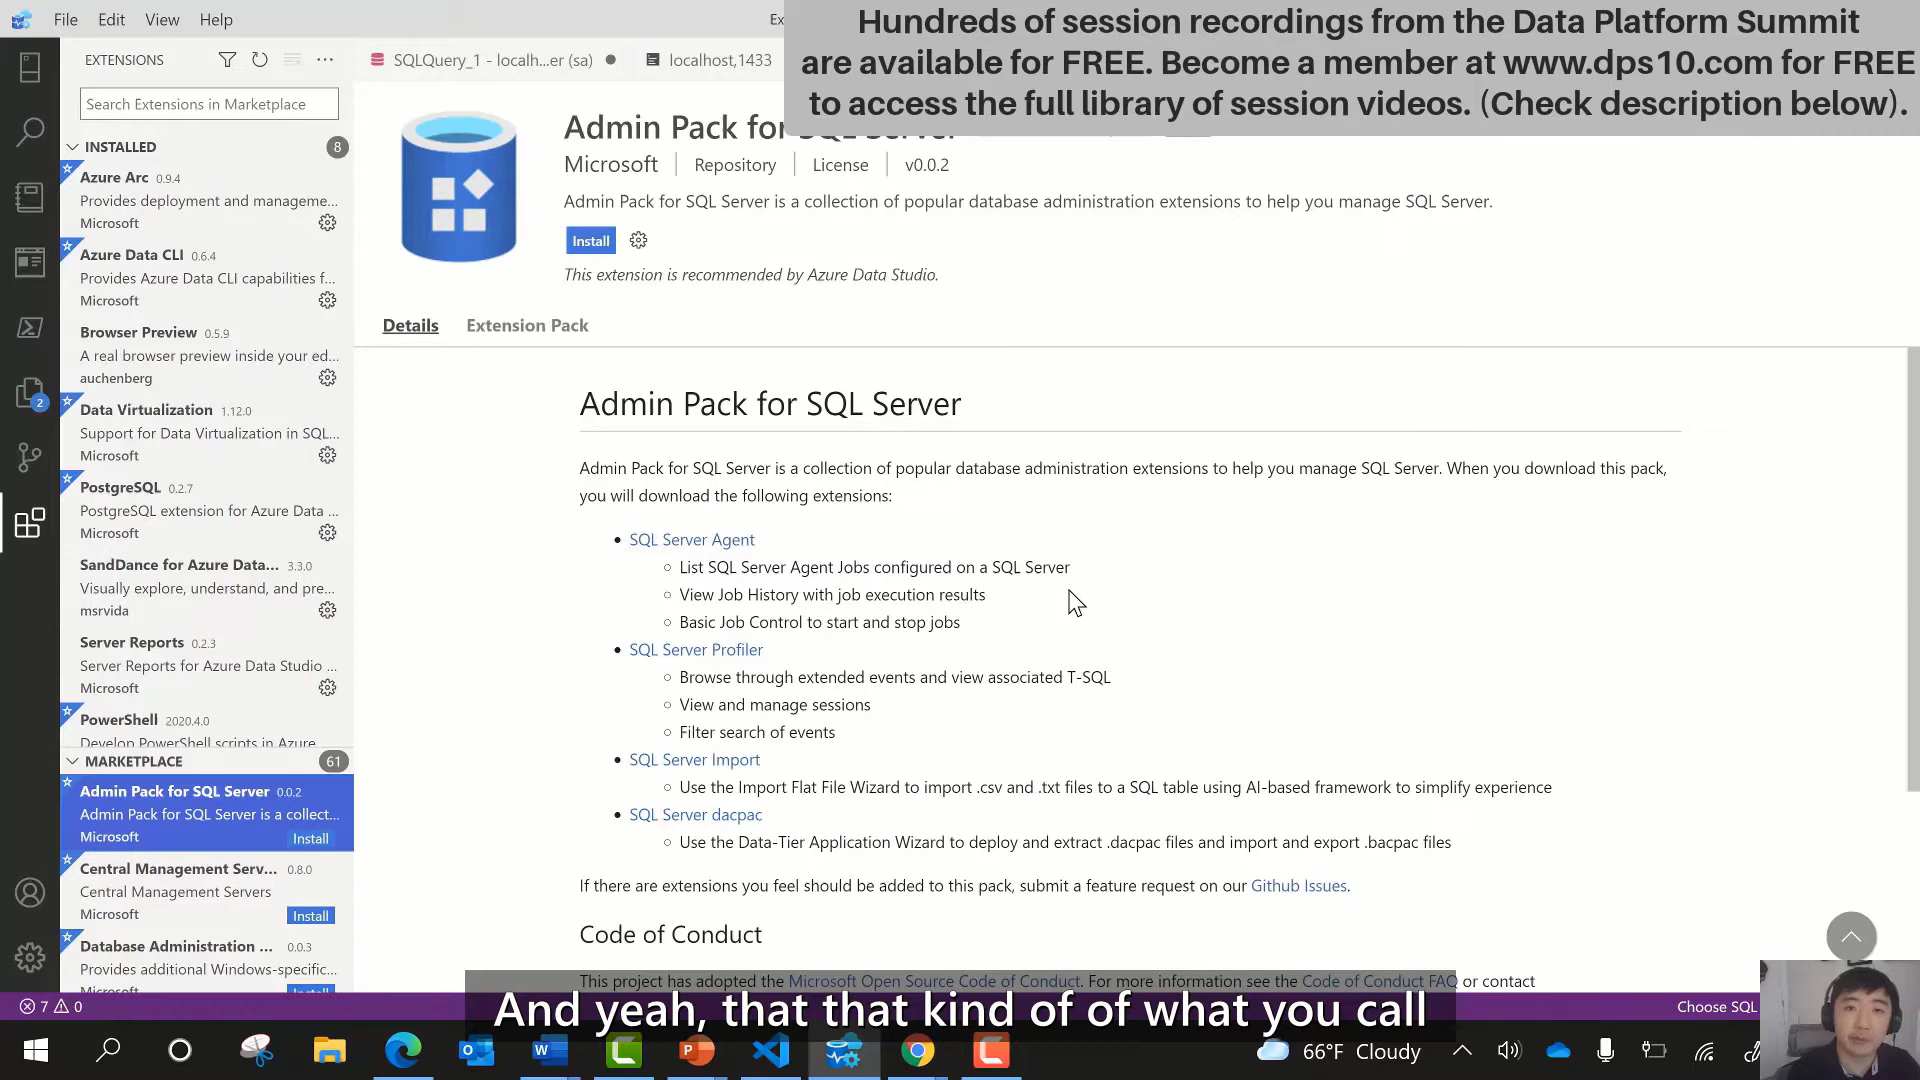 File Edit View Help
Ex
Hundreds of session recordings from the Data Platform Summit
are available for FREE. Become a member at www.dps10.com for FREE
to access the full library of session videos. (Check description below).
EXTENSIONS
Search Extensions in Marketplace
INSTALLED 8
Azure Arc 0.9.4
Provides deployment and manageme...
Microsoft
Azure Data CLI 0.6.4
Provides Azure Data CLI capabilities f...
Microsoft
Browser Preview 0.5.9
A real browser preview inside your ed...
auchenberg
Data Virtualization 1.12.0
Support for Data Virtualization in SQL...
Microsoft
PostgreSQL 0.2.7
PostgreSQL extension for Azure Data ...
Microsoft
SandDance for Azure Data... 3.3.0
Visually explore, understand, and pre...
msrvida
Server Reports 0.2.3
Server Reports for Azure Data Studio ...
Microsoft
PowerShell 2020.4.0
Develop PowerShell scripts in Azure
2
MARKETPLACE 61
Admin Pack for SQL Server 0.0.2
Admin Pack for SQL Server is a collect...
Microsoft Install
Central Management Serv... 0.8.0
Central Management Servers
Microsoft Install
Database Administration ... 0.0.3
Provides additional Windows-specific...
Microsoft Install
SQLQuery_1 - localh...er (sa)
localhost,1433
Admin Pack for SQL Server
Microsoft Repository License v0.0.2
Admin Pack for SQL Server is a collection of popular database administration extensions to help you manage SQL Server.
Install
This extension is recommended by Azure Data Studio.
Details Extension Pack
Admin Pack for SQL Server
Admin Pack for SQL Server is a collection of popular database administration extensions to help you manage SQL Server. When you download this pack,
you will download the following extensions:
• SQL Server Agent
○ List SQL Server Agent Jobs configured on a SQL Server
○ View Job History with job execution results
○ Basic Job Control to start and stop jobs
• SQL Server Profiler
○ Browse through extended events and view associated T-SQL
○ View and manage sessions
○ Filter search of events
• SQL Server Import
○ Use the Import Flat File Wizard to import .csv and .txt files to a SQL table using AI-based framework to simplify experience
• SQL Server dacpac
○ Use the Data-Tier Application Wizard to deploy and extract .dacpac files and import and export .bacpac files
If there are extensions you feel should be added to this pack, submit a feature request on our Github Issues.
Code of Conduct
This project has adopted the Microsoft Open Source Code of Conduct. For more information see the Code of Conduct FAQ or contact
And yeah, that that kind of of what you call
7 0
Choose SQL
66°F Cloudy